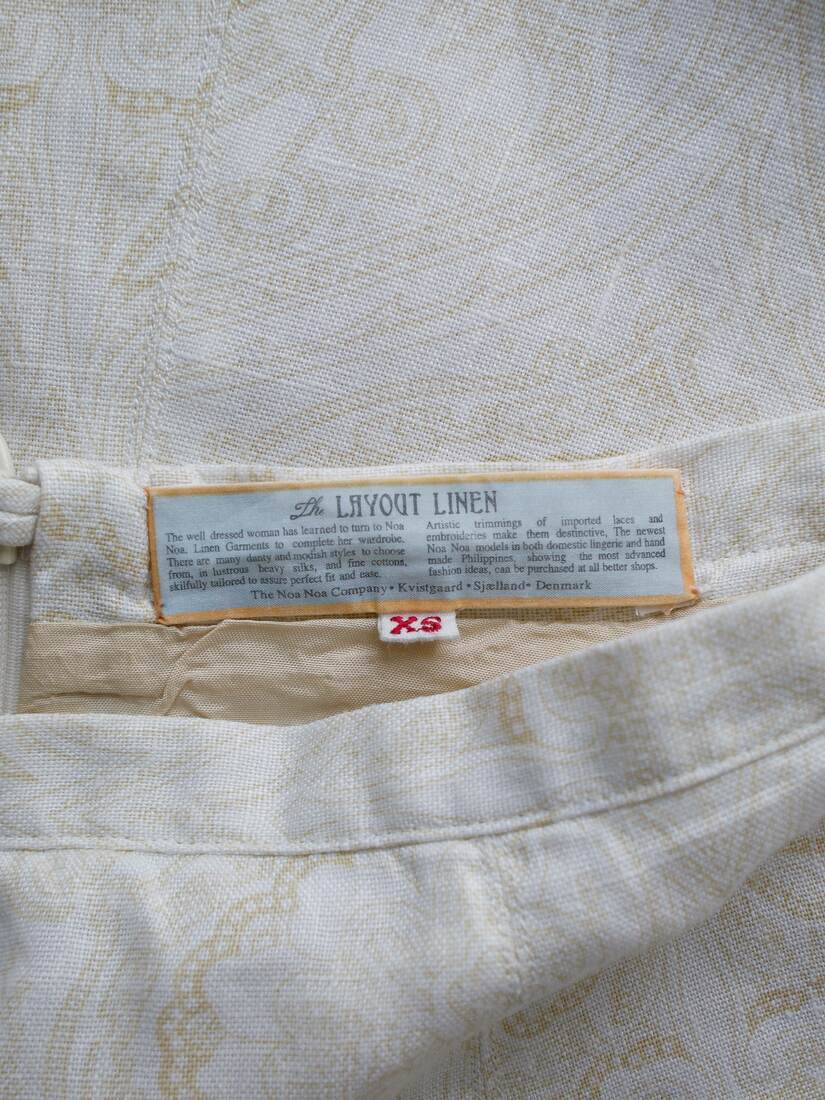 The LAYOUT LINEN
The well dressed woman has learned to turn to Noa
Noa. Linen Garments to complete her wardrobe.
There are many danty and modish styles to choose
from, in lustrous heavy silks, and fine cottons,
skilfully tailored to assure perfect fit and ease.
Artistic trimmings of imported laces and
embroideries make them destinctive, The newest
Noa Noa models in both domestic lingerie and hand
made Philippines, showing the most advanced
fashion ideas, can be purchased at all better shops.
The Noa Noa Company • Kvistgaard • Sjælland• Denmark
XS